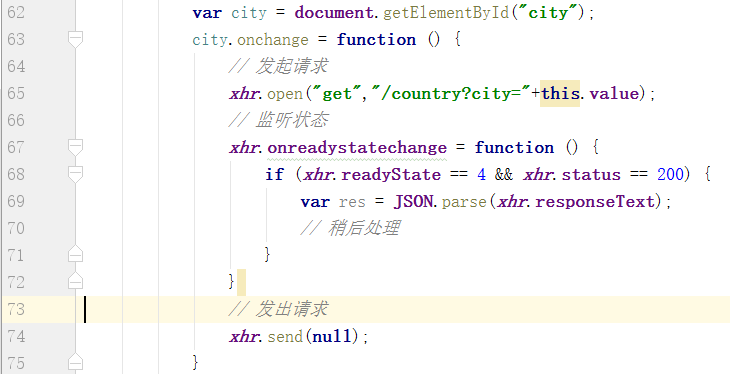 62 var city = document.getElementById("city");
63 city.onchange = function () {
64 // 发起请求
65 xhr.open("get","/country?city="+this.value);
66 // 监听状态
67 xhr.onreadystatechange = function () {
68 if (xhr.readyState == 4 && xhr.status == 200) {
69 var res = JSON.parse(xhr.responseText);
70 // 稍后处理
71 }
72 }
73 // 发出请求
74 xhr.send(null);
75 }